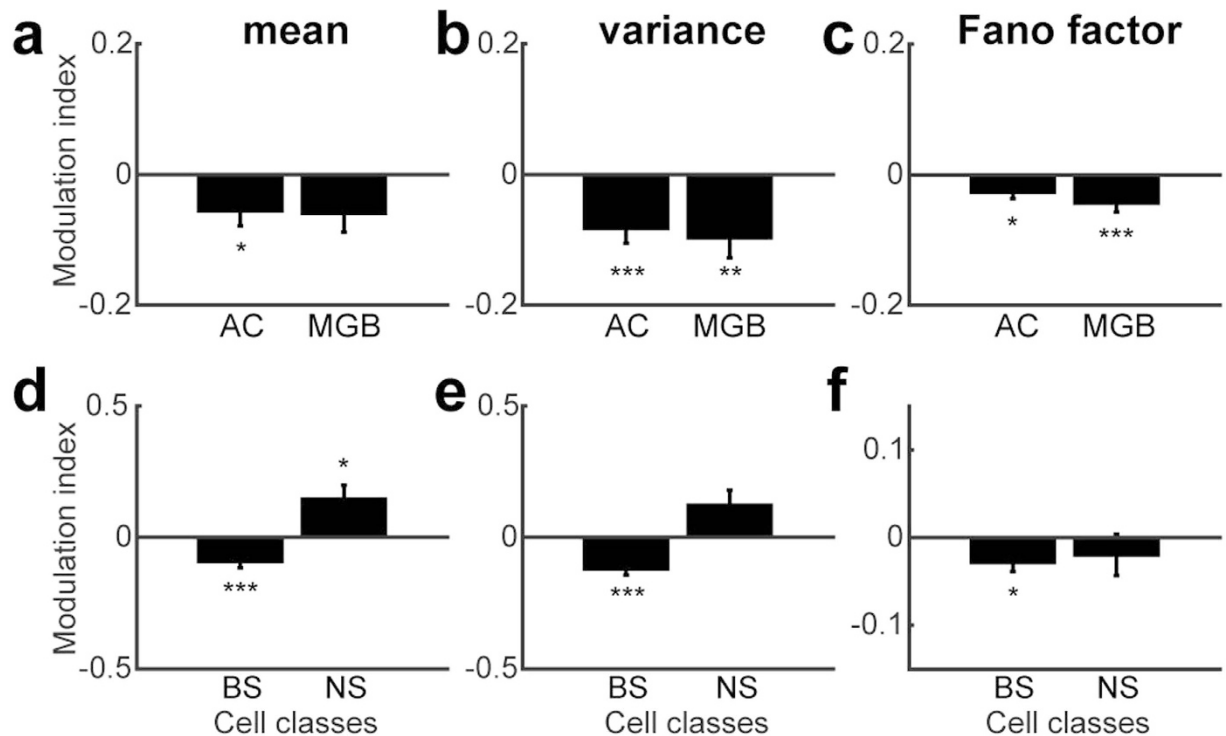 a mean b variance c Fano factor
0.2 0.2 0.2
Modulation index
0 0 0
* *** ** * ***
-0.2 -0.2 -0.2
AC MGB AC MGB AC MGB
d e f
0.5 0.5 0.1
Modulation index
*
0 0 0
*** *** *
-0.5 -0.5 -0.1
BS NS BS NS BS NS
Cell classes Cell classes Cell classes